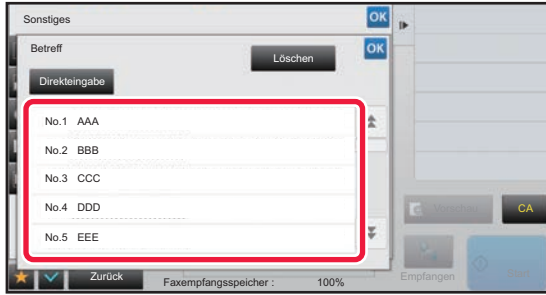 Sonstiges OK
Betreff Löschen OK
Direkteingabe
No.1 AAA
No.2 BBB
No.3 CCC
No.4 DDD
No.5 EEE
CA
Zurück Faxempfangsspeicher : 100% Empfangen